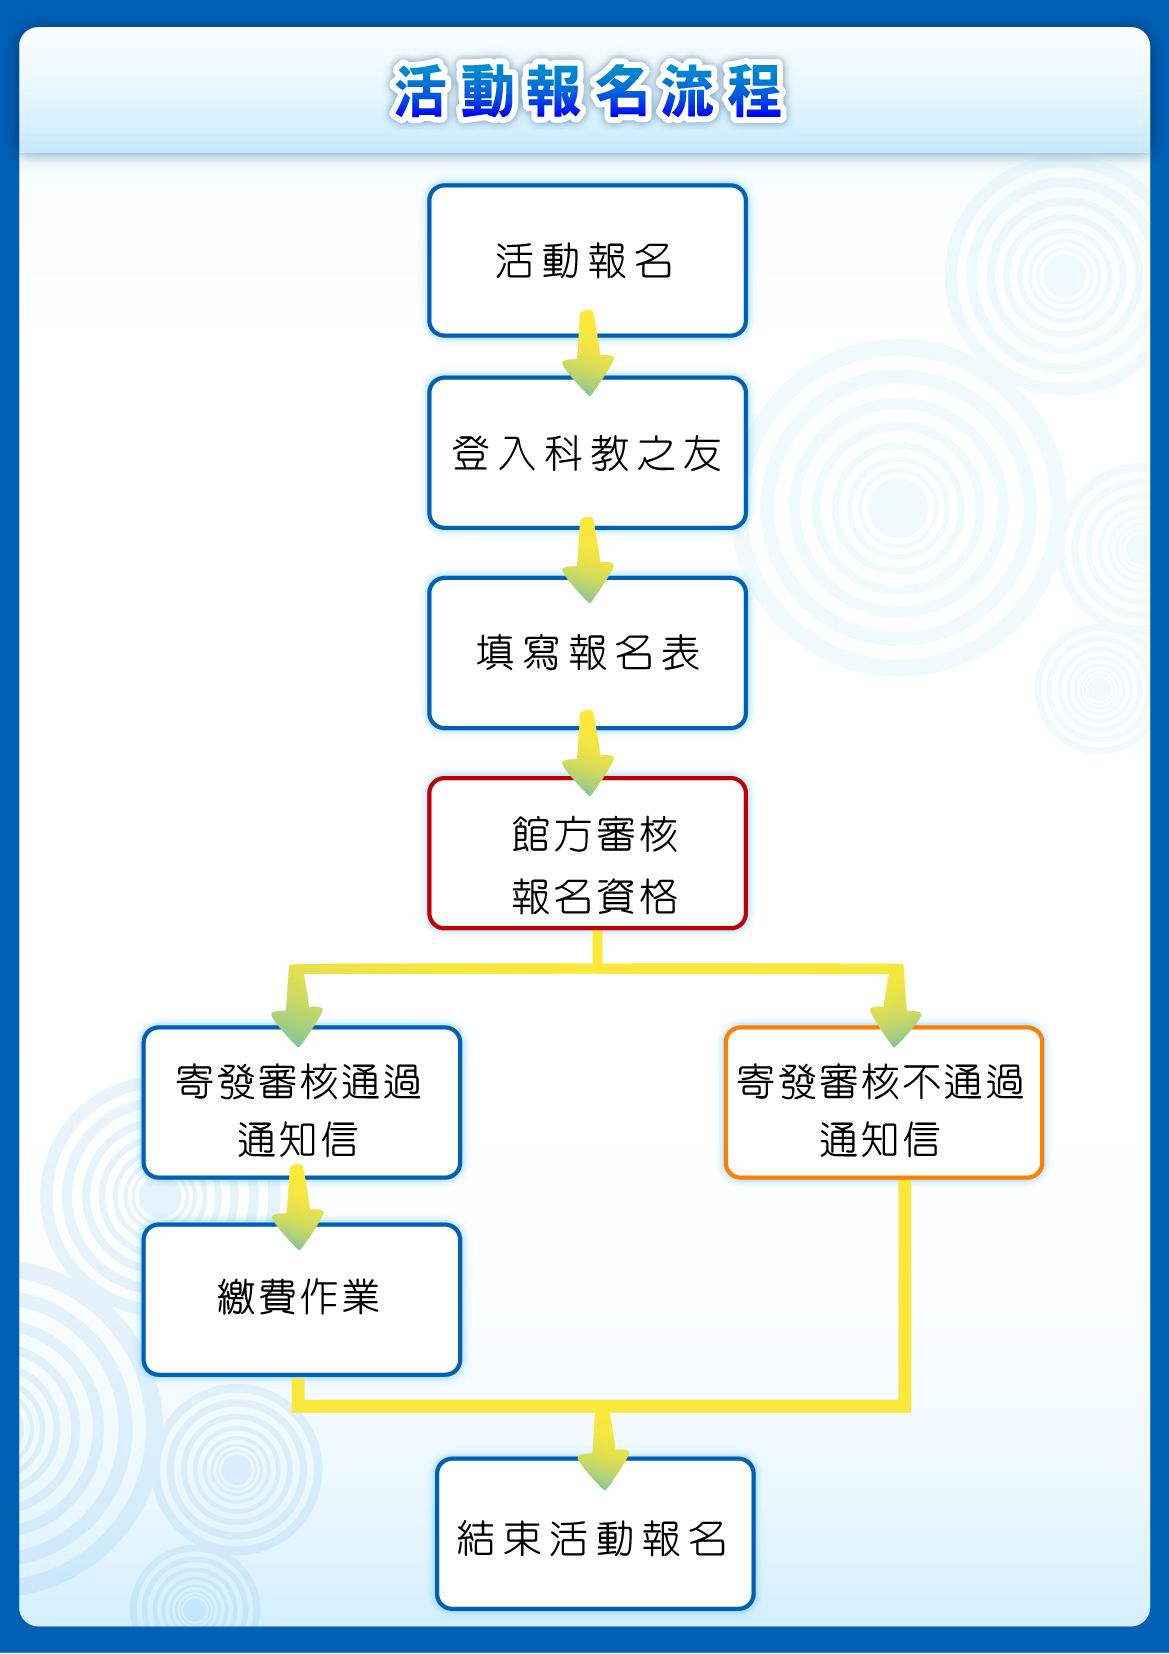 活動報名流程
活動報名
登入科教之友
填寫報名表
館方審核
報名資格
寄發審核通過
通知信
寄發審核不通過
通知信
繳費作業
結束活動報名